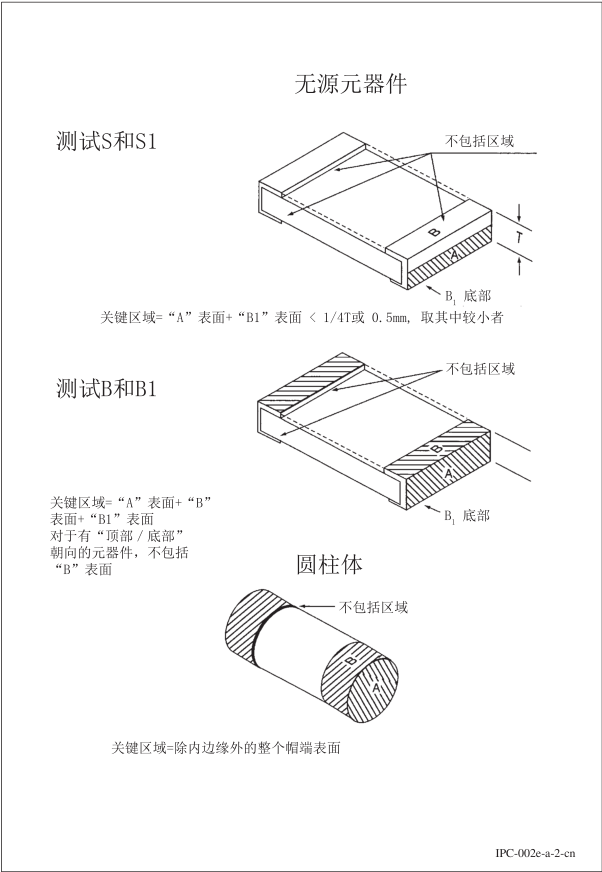 无源元器件
测试S和S1
不包括区域
B
T
A
B1 底部
关键区域=“A”表面+“B1”表面 < 1/4T或 0.5mm, 取其中较小者
不包括区域
测试B和B1
B
A
关键区域=“A”表面+“B”
表面+“B1”表面
对于有“顶部/底部”
朝向的元器件, 不包括
“B”表面
B1 底部
圆柱体
不包括区域
B
A
关键区域=除内边缘外的整个帽端表面
IPC-002e-a-2-cn